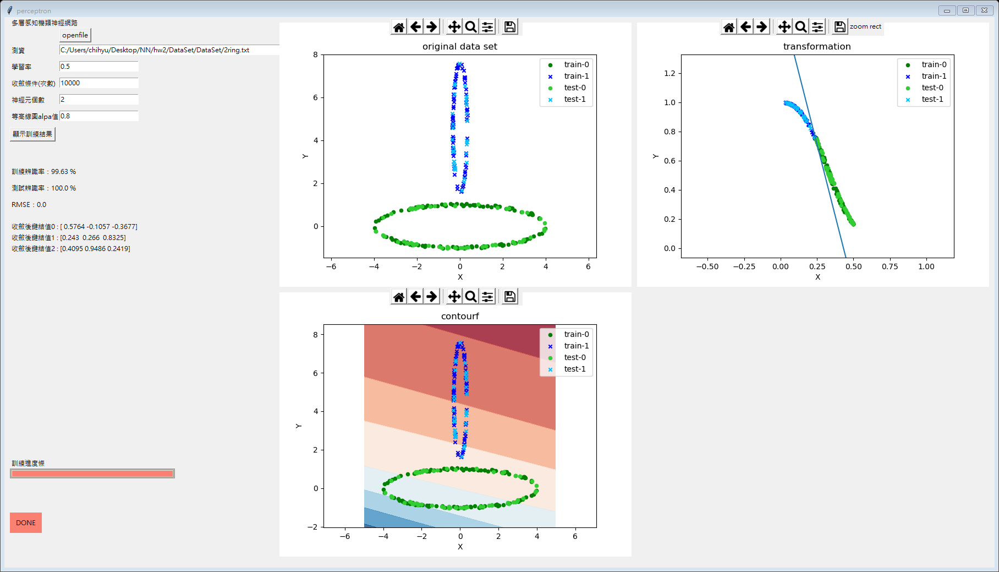 perceptron
多層感知機類神經網路
openfile
測資
C:/Users/chihyu/Desktop/NN/hw2/DataSet/DataSet/2ring.txt
學習率
0.5
收斂條件(次數)
10000
神經元個數
2
等高線圖alpa值
0.8
顯示訓練結果
訓練辨識率：99.63 %
測試辨識率：100.0 %
RMSE：0.0
收斂後鍵結值0 : [ 0.5764 -0.1057 -0.3677]
收斂後鍵結值1 : [0.243  0.266  0.8325]
收斂後鍵結值2 : [0.4095 0.9486 0.2419]
訓練進度條
DONE
original data set
8
6
4
2
0
Y
−6 −4 −2 0 2 4 6
X
train-0
train-1
test-0
test-1
zoom rect
transformation
1.2
1.0
0.8
0.6
0.4
0.2
0.0
Y
−0.50 −0.25 0.00 0.25 0.50 0.75 1.00
X
train-0
train-1
test-0
test-1
contourf
8
6
4
2
0
−2
Y
−6 −4 −2 0 2 4 6
X
train-0
train-1
test-0
test-1